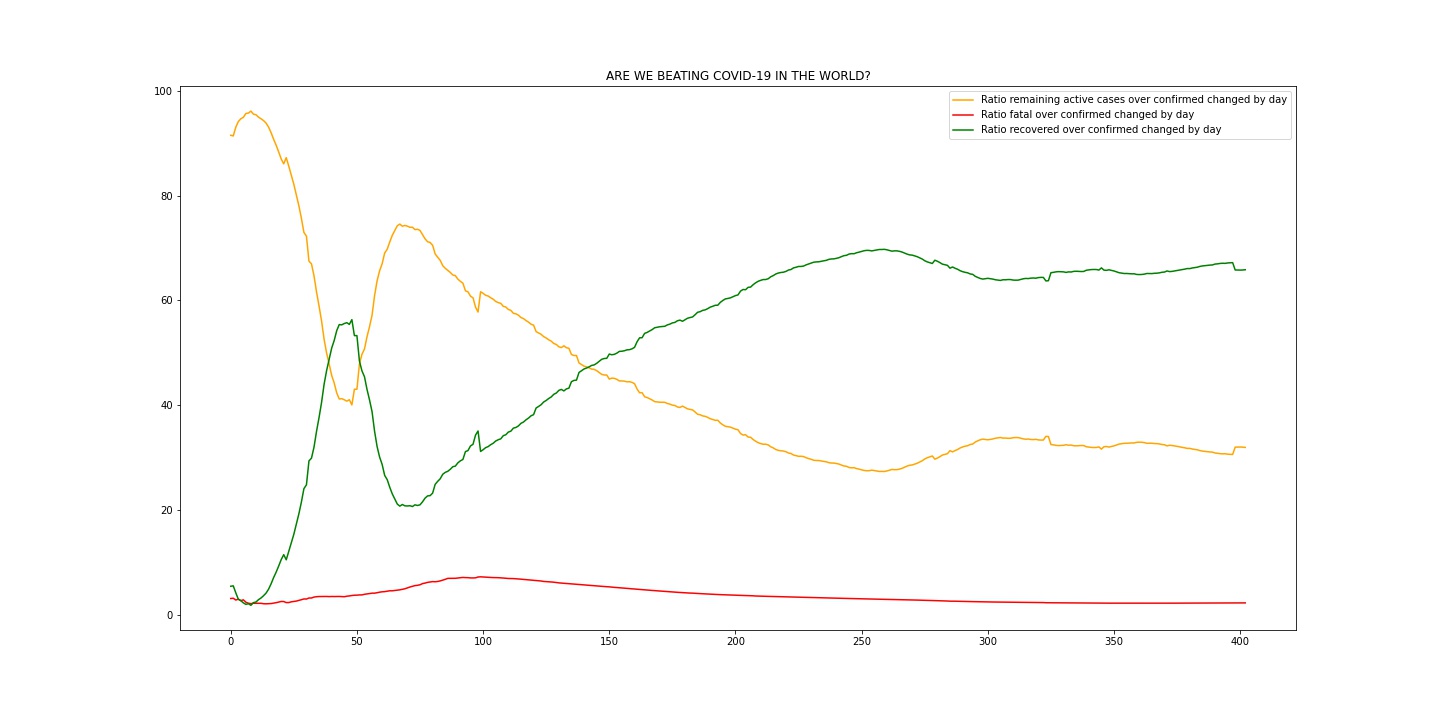 ARE WE BEATING COVID-19 IN THE WORLD?
100
80
60
40
20
0
Ratio remaining active cases over confirmed changed by day
Ratio fatal over confirmed changed by day
Ratio recovered over confirmed changed by day
0 50 100 150 200 250 300 350 400